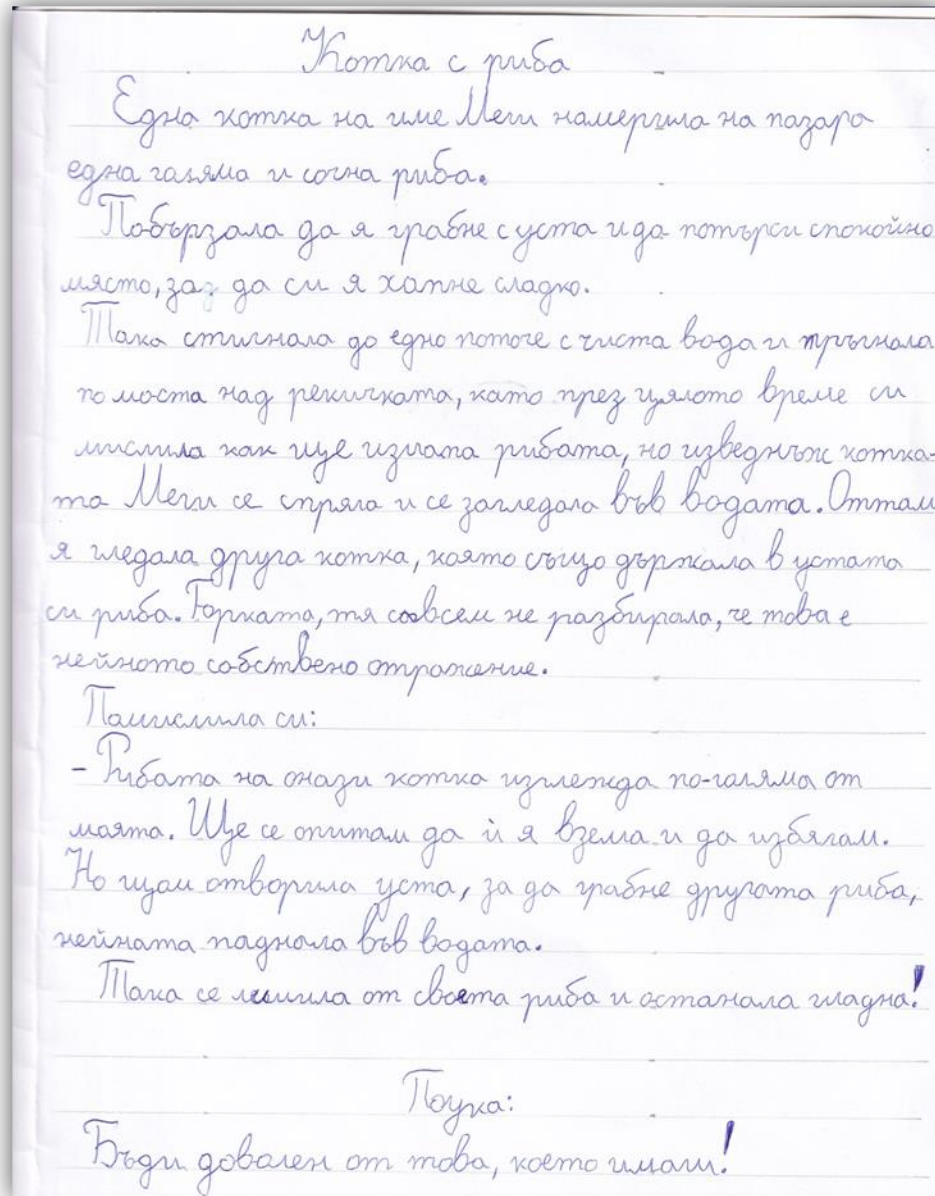 Котка с риба
Една котка на име Меги намерила на пазара
една голяма и сочна риба.
Побързала да я грабне с уста и да потърси спокойно
място, за да си я хапне сладко.
Така стигнала до едно поточе с чиста вода и тръгнала
по моста над рекичката, като през цялото време си
мислила как ще излапа рибата, но изведнъж котка-
та Меги се спряла и се загледала във водата. Оттам
я гледала друга котка, която също държала в устата
си риба. Горката, тя совсем не разбирала, че това е
нейното собствено отражение.
Помислила си:
- Рибата на онази котка изглежда по-голяма от
моята. Ще се опитам да ѝ я взема и да избягам.
Но щом отворила уста, за да грабне другата риба,
нейната паднала във водата.
Така се лишила от своята риба и останала гладна!
Поука:
Бъди доволен от това, което имаш!